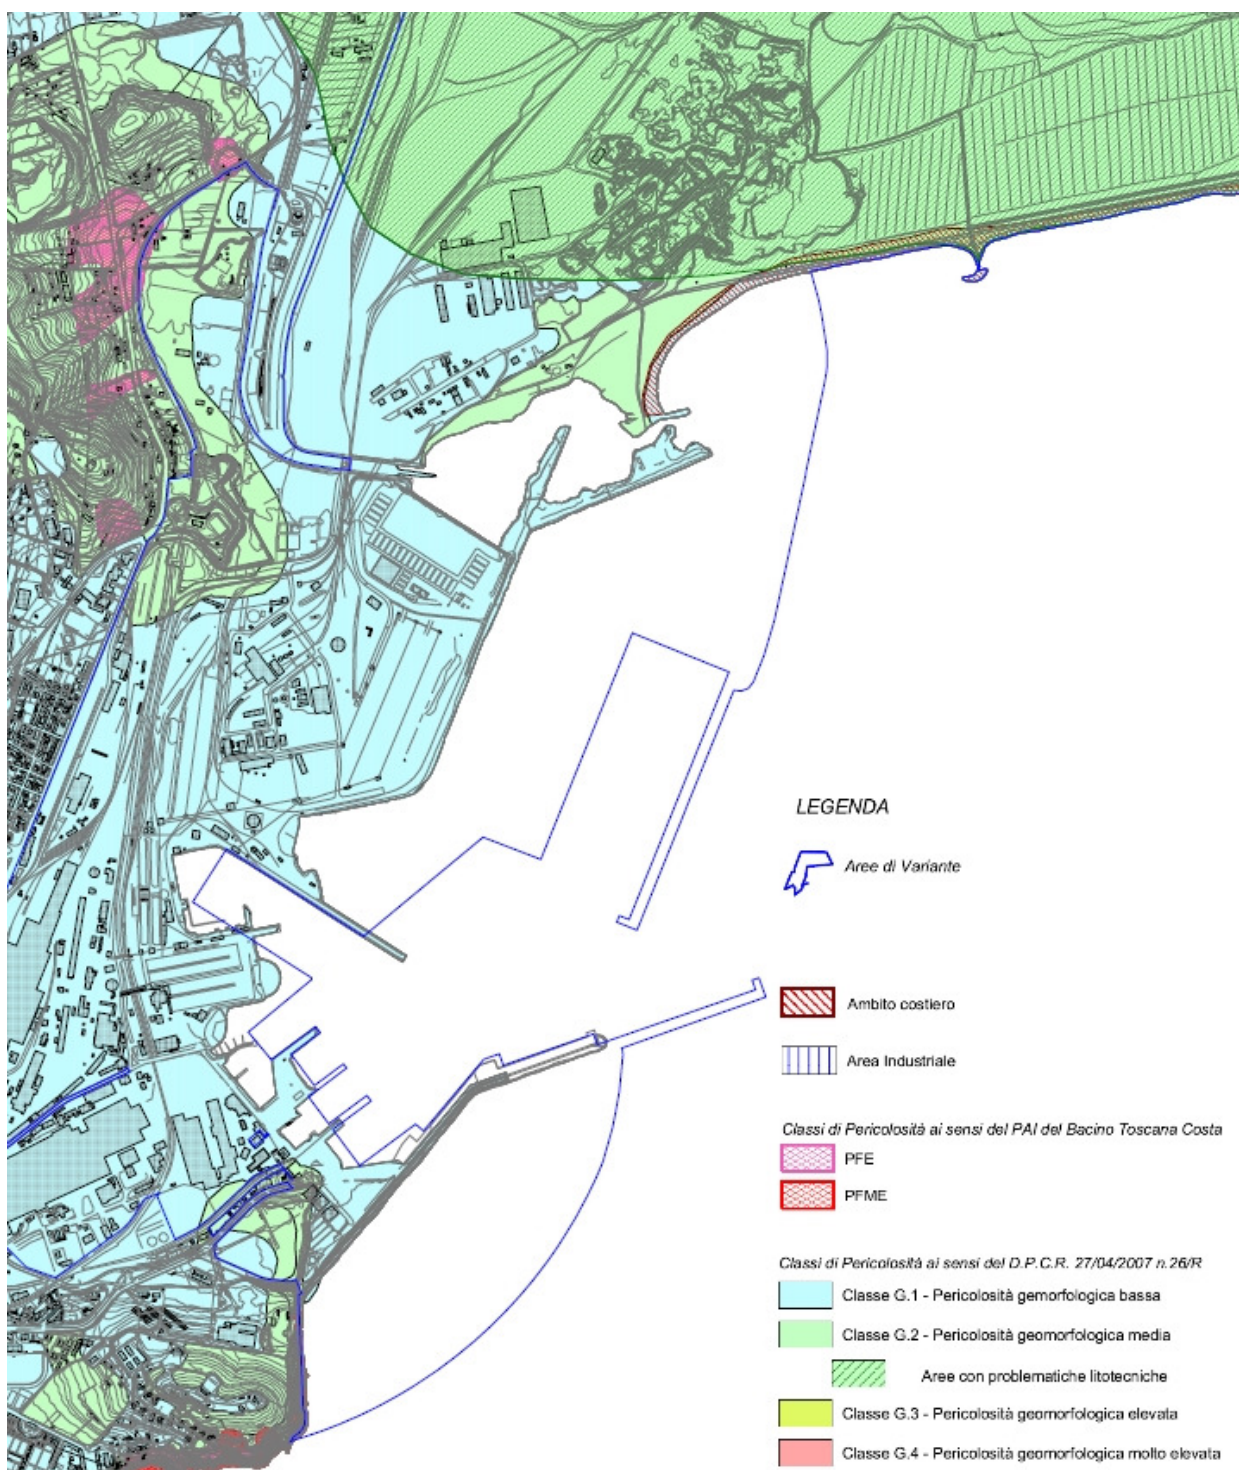 LEGENDA
Aree di Variante
Ambito costiero
Area Industriale
Classi di Pericolosità ai sensi del PAI del Bacino Toscana Costa
PFE
PFME
Classi di Pericolosità ai sensi del D.P.C.R. 27/04/2007 n.26/R
Classe G.1 - Pericolosità gemorfologica bassa
Classe G.2 - Pericolosità geomorfologica media
Aree con problematiche litotecniche
Classe G.3 - Pericolosità geomorfologica elevata
Classe G.4 - Pericolosità geomorfologica molto elevata